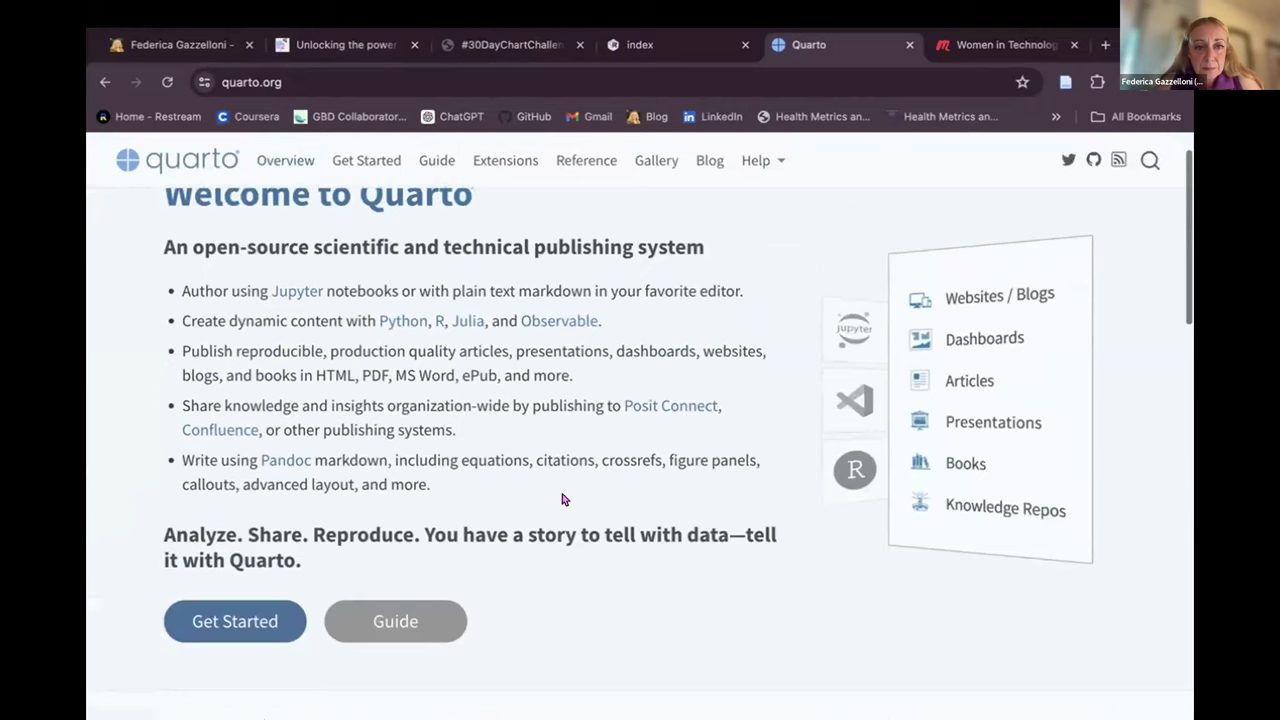 Federica Gazzelloni -
Unlocking the power
#30DayChartChallen
index
Quarto
Women in Technolog
Federica Gazzelloni (...
quarto.org
Home - Restream
Coursera
GBD Collaborator...
ChatGPT
GitHub
Gmail
Blog
LinkedIn
Health Metrics an...
Health Metrics an...
»
All Bookmarks
quarto
Overview
Get Started
Guide
Extensions
Reference
Gallery
Blog
Help
Welcome to Quarto
An open-source scientific and technical publishing system
• Author using Jupyter notebooks or with plain text markdown in your favorite editor.
• Create dynamic content with Python, R, Julia, and Observable.
• Publish reproducible, production quality articles, presentations, dashboards, websites,
blogs, and books in HTML, PDF, MS Word, ePub, and more.
• Share knowledge and insights organization-wide by publishing to Posit Connect,
Confluence, or other publishing systems.
• Write using Pandoc markdown, including equations, citations, crossrefs, figure panels,
callouts, advanced layout, and more.
Analyze. Share. Reproduce. You have a story to tell with data—tell
it with Quarto.
Get Started
Guide
jupyter
R
Websites / Blogs
Dashboards
Articles
Presentations
Books
Knowledge Repos